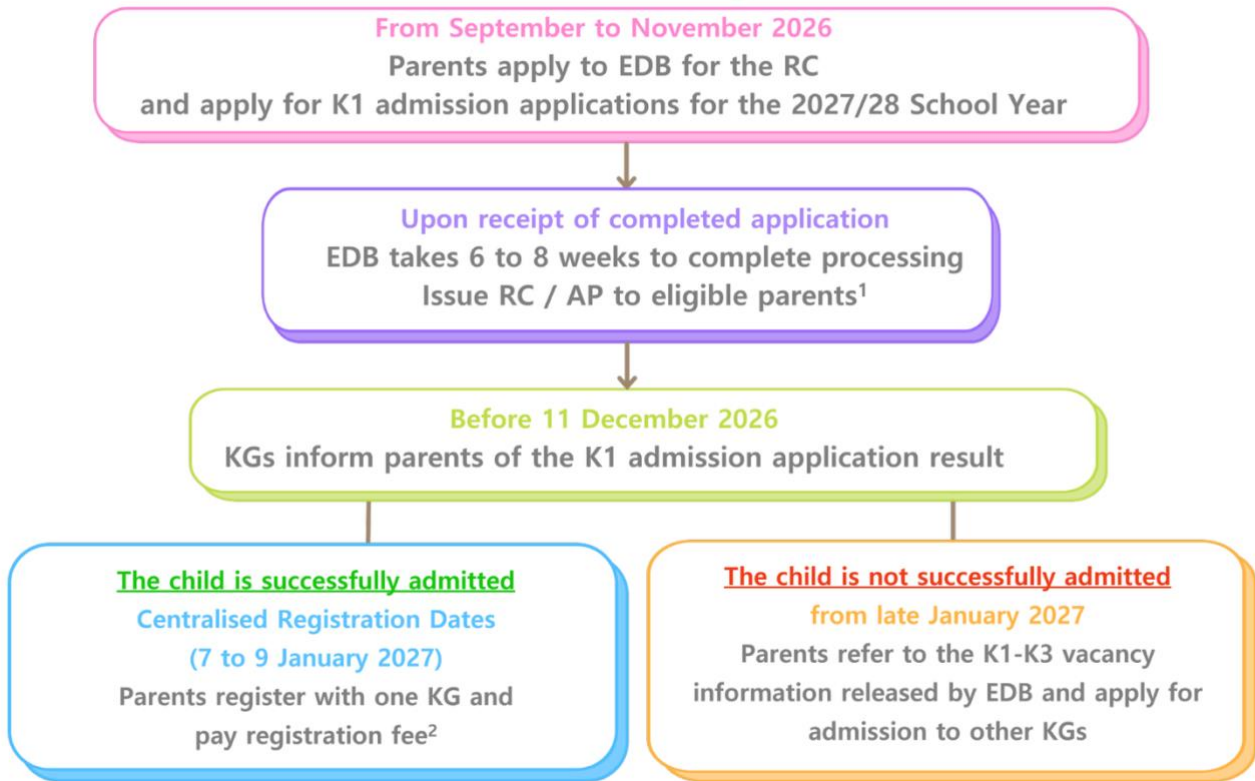 From September to November 2026
Parents apply to EDB for the RC
and apply for K1 admission applications for the 2027/28 School Year
Upon receipt of completed application
EDB takes 6 to 8 weeks to complete processing
Issue RC / AP to eligible parents¹
Before 11 December 2026
KGs inform parents of the K1 admission application result
The child is successfully admitted
Centralised Registration Dates
(7 to 9 January 2027)
Parents register with one KG and
pay registration fee²
The child is not successfully admitted
from late January 2027
Parents refer to the K1-K3 vacancy
information released by EDB and apply for
admission to other KGs